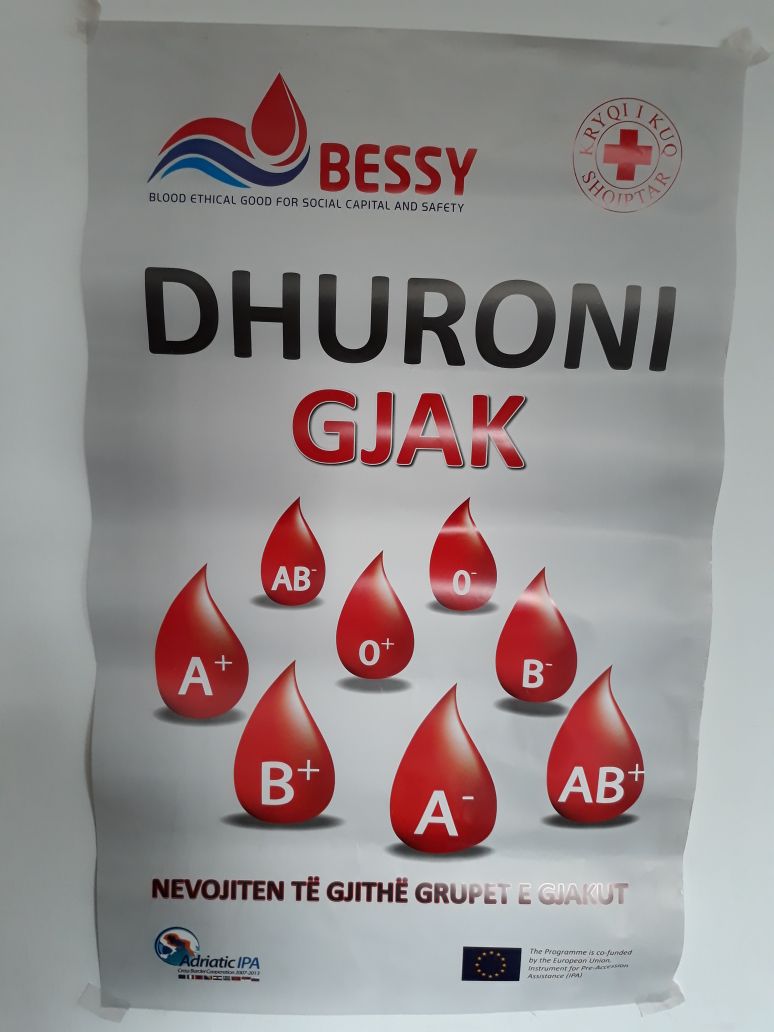 BESSY
BLOOD ETHICAL GOOD FOR SOCIAL CAPITAL AND SAFETY
KRYQI I KUQ
SHQIPTAR
DHURONI
GJAK
AB-
0-
A+
0+
B-
B+
A-
AB+
NEVOJITEN TË GJITHË GRUPET E GJAKUT
Adriatic IPA
Cross Border Cooperation 2007-2013
The Programme is co-funded
by the European Union,
Instrument for Pre-Accession
Assistance (IPA)